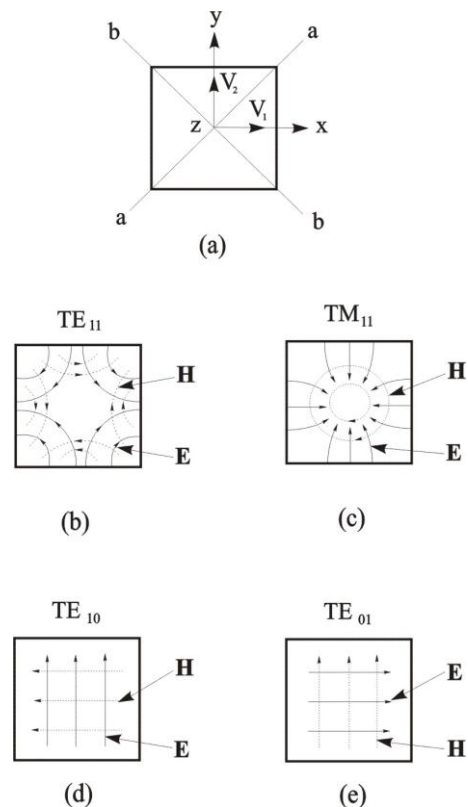 y
b a
V2
V1
z x
a b
(a)
TE11 TM11
H H
E E
(b) (c)
TE10 TE01
H E
E H
(d) (e)